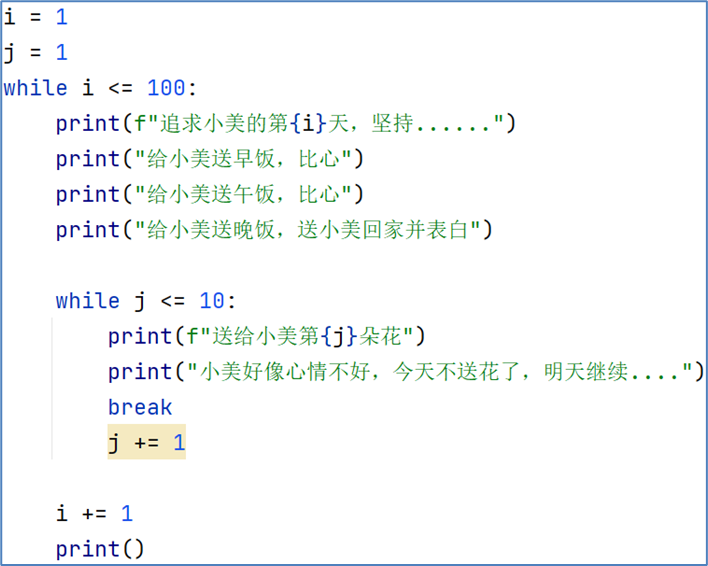 i = 1
j = 1
while i <= 100:
    print(f"追求小美的第{i}天，坚持......")
    print("给小美送早饭，比心")
    print("给小美送午饭，比心")
    print("给小美送晚饭，送小美回家并表白")

    while j <= 10:
        print(f"送给小美第{j}朵花")
        print("小美好像心情不好，今天不送花了，明天继续....")
        break
        j += 1

    i += 1
    print()